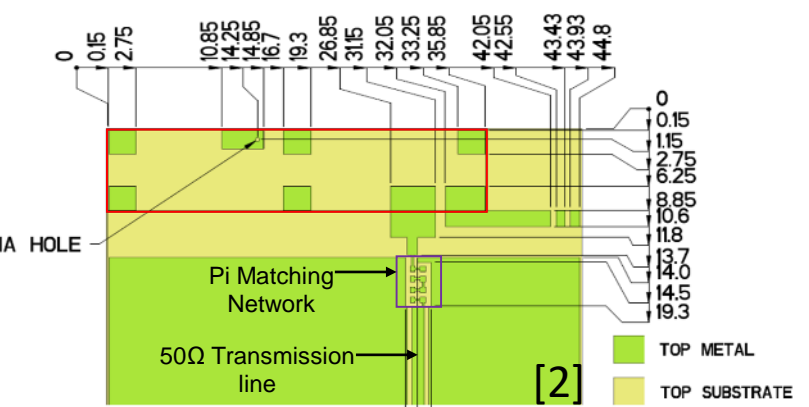 0 0.15 2.75 10.85 14.25 14.85 16.7 19.3 26.85 31.15 32.05 33.25 35.85 42.05 42.55 43.43 43.93 44.8
0
0.15
1.15
2.75
6.25
8.85
10.6
11.8
13.7
14.0
14.5
19.3
IA HOLE
Pi Matching
Network
50Ω Transmission
line
[2]
TOP METAL
TOP SUBSTRATE